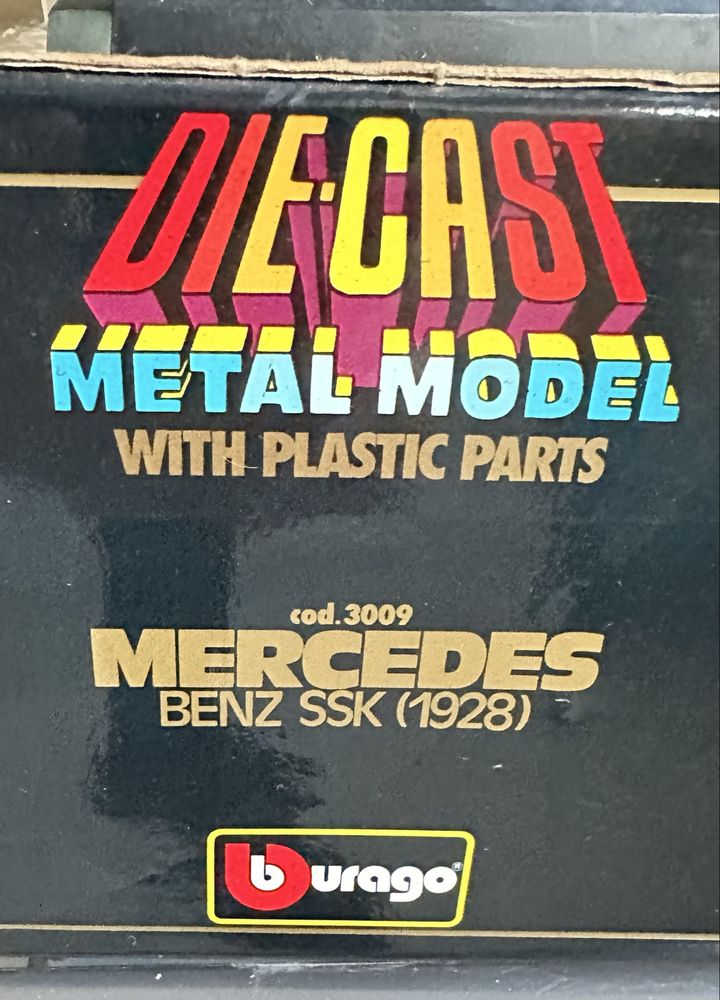 DIE-CAST
METAL MODEL
WITH PLASTIC PARTS
cod.3009
MERCEDES
BENZ SSK (1928)
burago®